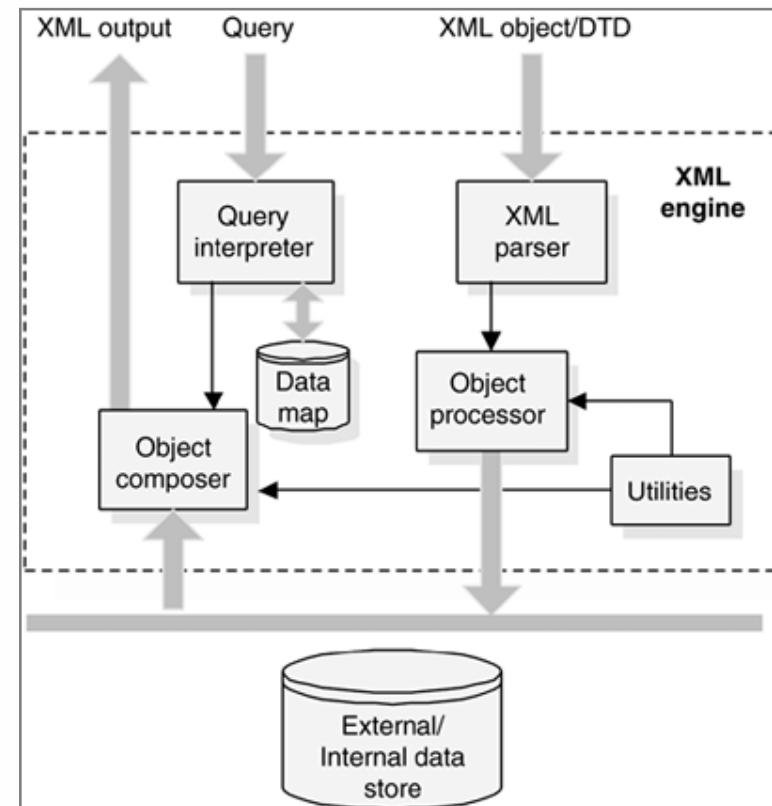 XML output
Query
XML object/DTD
XML
engine
Query
interpreter
XML
parser
Data
map
Object
processor
Object
composer
Utilities
External/
Internal data
store